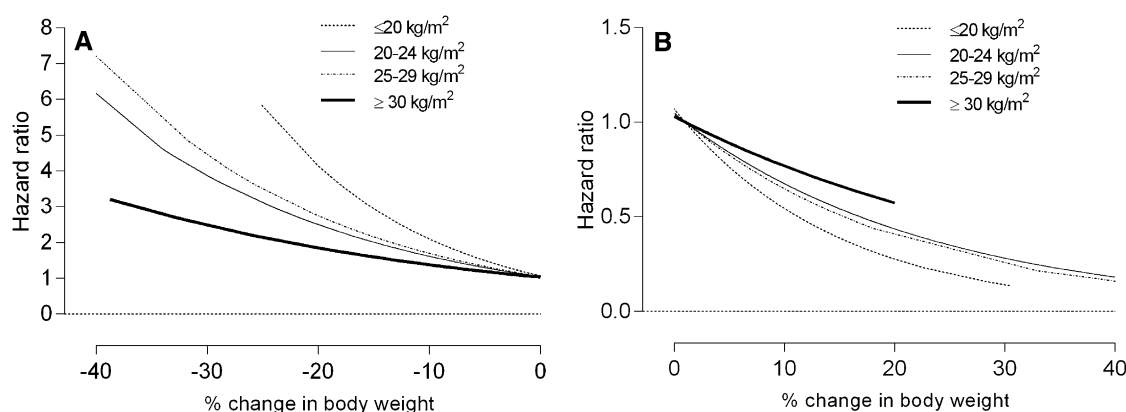 A
≤20 kg/m²
20-24 kg/m²
25-29 kg/m²
≥ 30 kg/m²
Hazard ratio
8
7
6
5
4
3
2
1
0
-40 -30 -20 -10 0
% change in body weight
B
≤20 kg/m²
20-24 kg/m²
25-29 kg/m²
≥ 30 kg/m²
Hazard ratio
1.5
1.0
0.5
0.0
0 10 20 30 40
% change in body weight